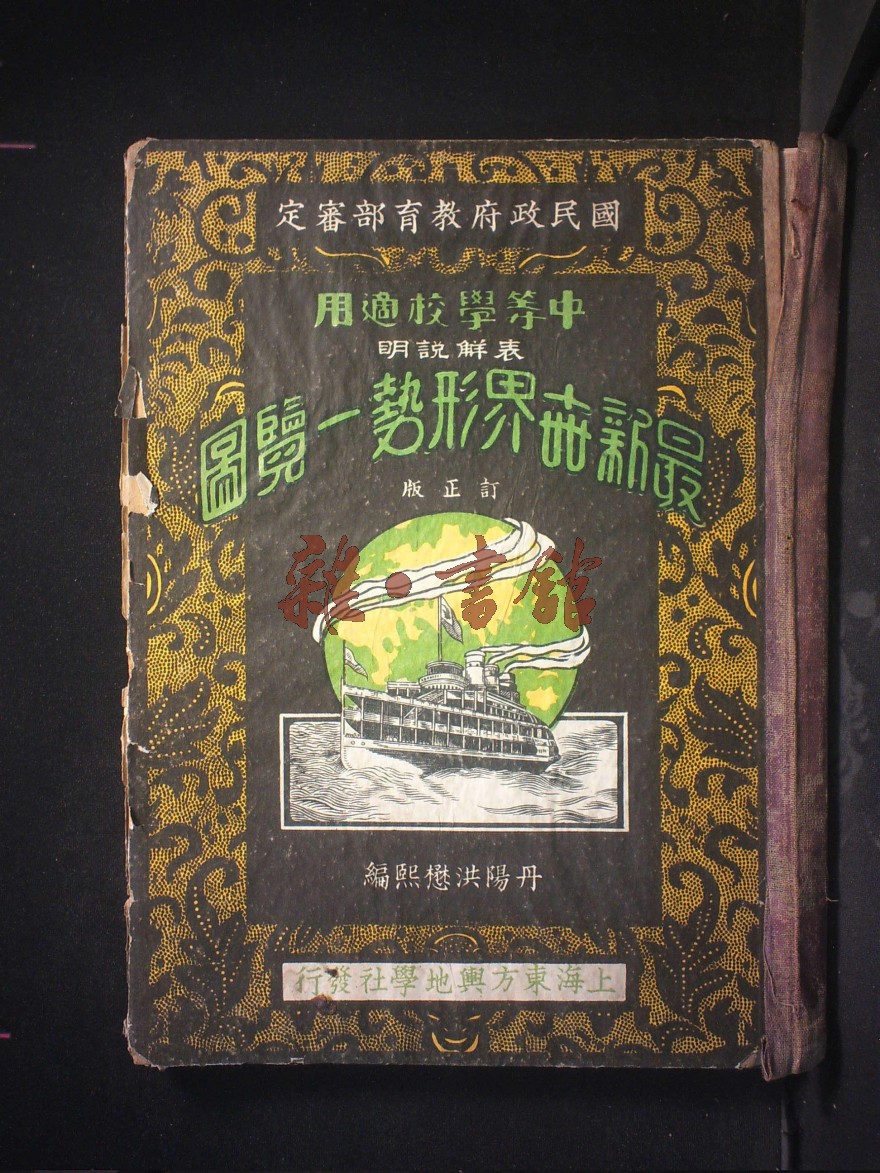 國民政府教育部審定
中等學校適用
表解說明
最新世界形勢一覽圖
訂正版
雜·書館
丹陽洪懋熙編
上海東方輿地學社發行